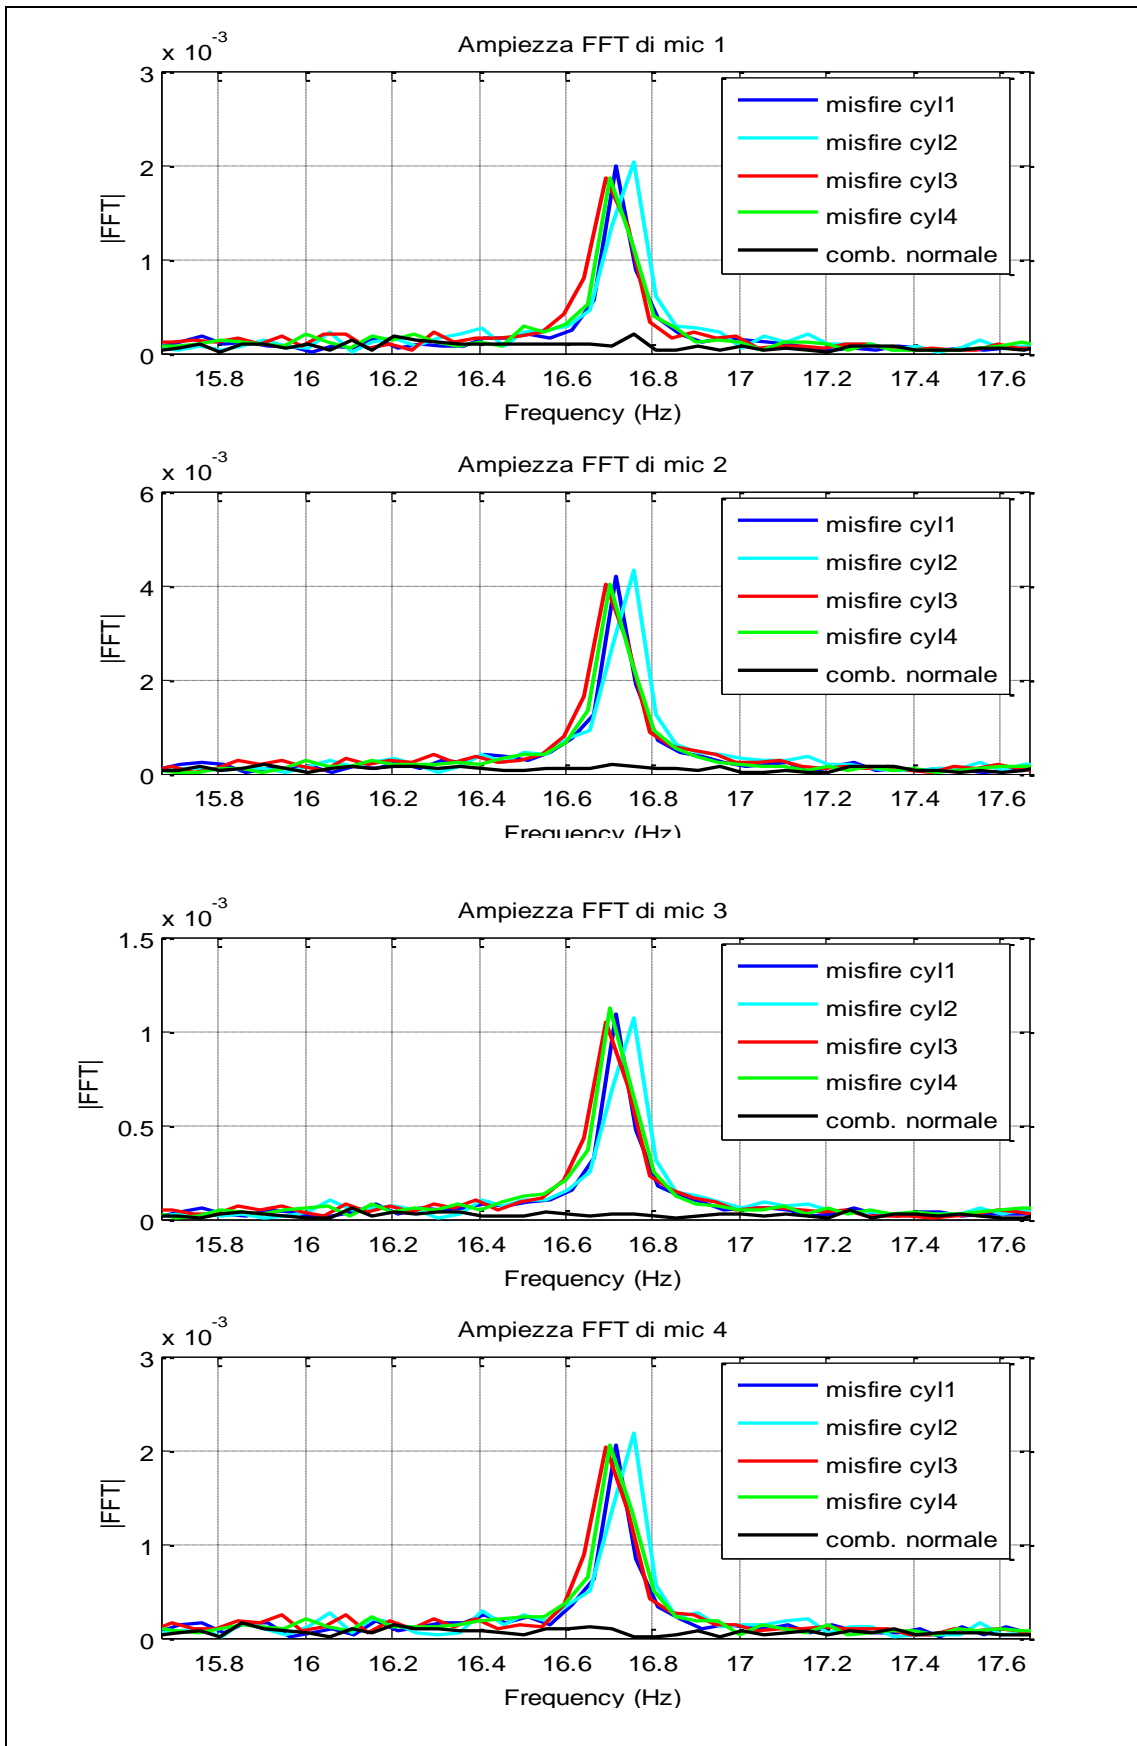 Ampiezza FFT di mic 1
x 10^-3
3
2
1
0
|FFT|
misfire cyl1
misfire cyl2
misfire cyl3
misfire cyl4
comb. normale
15.8 16 16.2 16.4 16.6 16.8 17 17.2 17.4 17.6
Frequency (Hz)
Ampiezza FFT di mic 2
x 10^-3
6
4
2
0
|FFT|
misfire cyl1
misfire cyl2
misfire cyl3
misfire cyl4
comb. normale
15.8 16 16.2 16.4 16.6 16.8 17 17.2 17.4 17.6
Frequency (Hz)
Ampiezza FFT di mic 3
x 10^-3
1.5
1
0.5
0
|FFT|
misfire cyl1
misfire cyl2
misfire cyl3
misfire cyl4
comb. normale
15.8 16 16.2 16.4 16.6 16.8 17 17.2 17.4 17.6
Frequency (Hz)
Ampiezza FFT di mic 4
x 10^-3
3
2
1
0
|FFT|
misfire cyl1
misfire cyl2
misfire cyl3
misfire cyl4
comb. normale
15.8 16 16.2 16.4 16.6 16.8 17 17.2 17.4 17.6
Frequency (Hz)